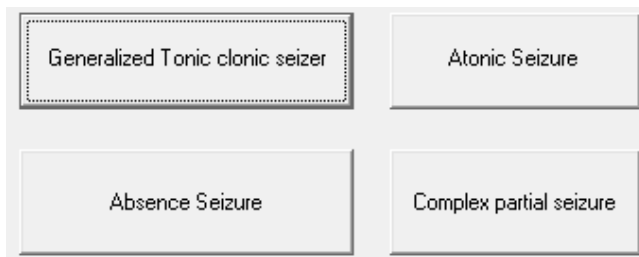 Generalized Tonic clonic seizer
Atonic Seizure
Absence Seizure
Complex partial seizure